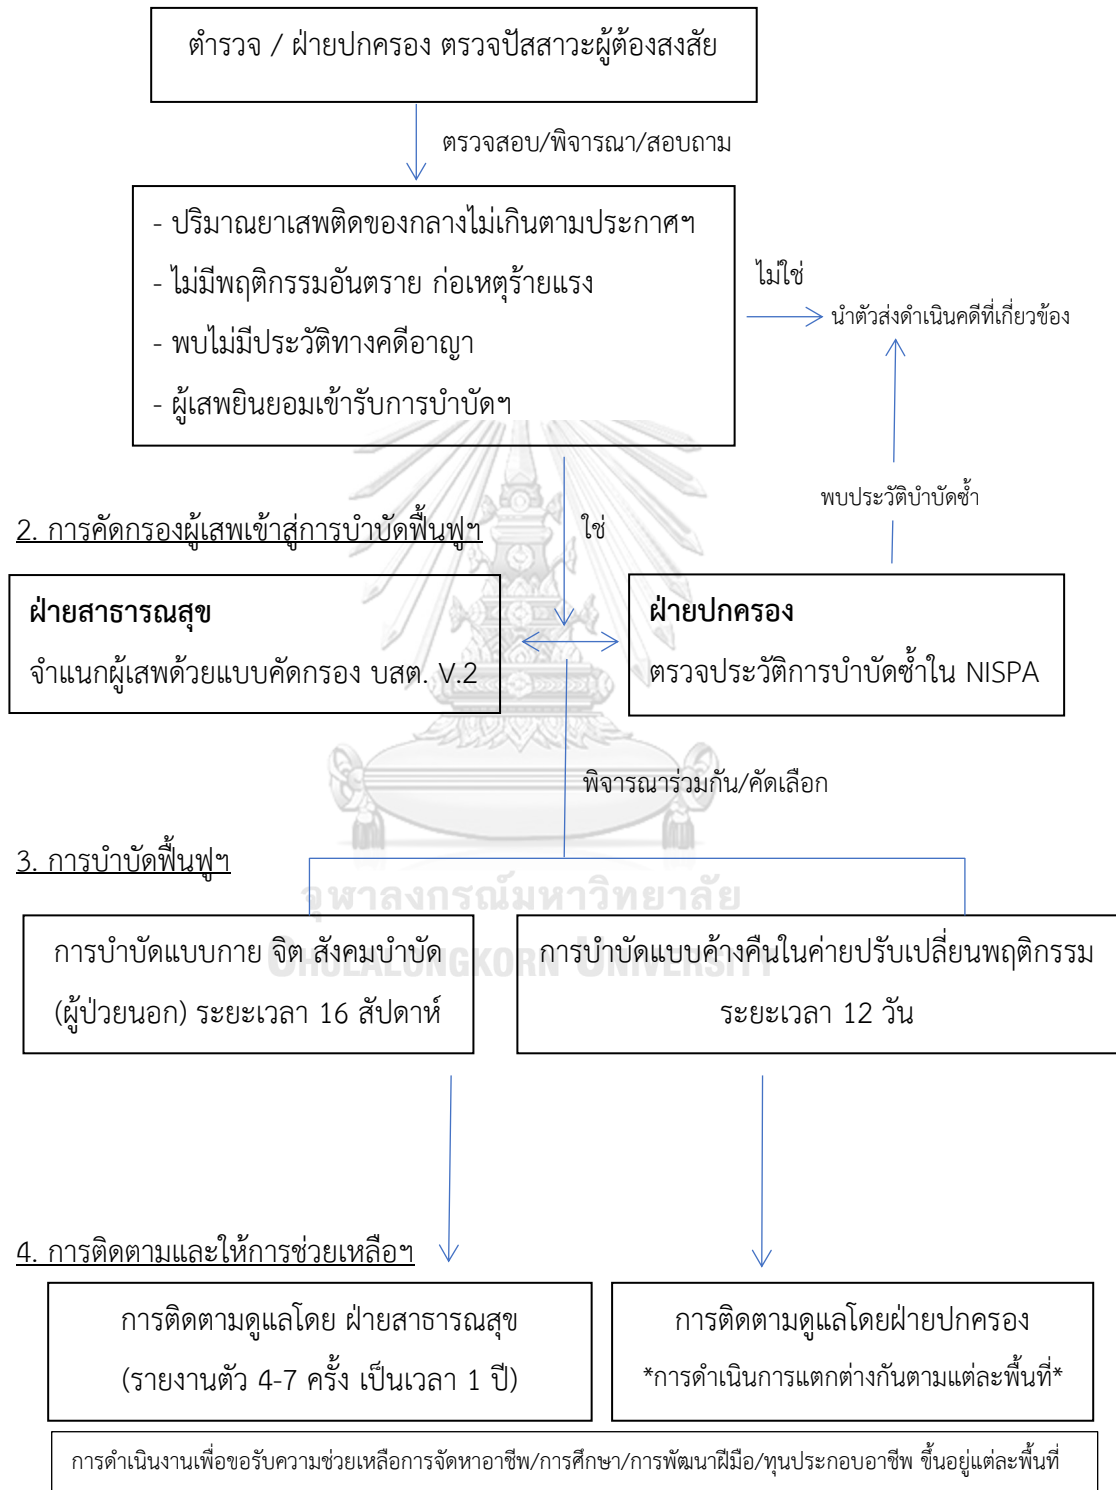 ตำรวจ / ฝ่ายปกครอง ตรวจปัสสาวะผู้ต้องสงสัย
ตรวจสอบ/พิจารณา/สอบถาม
- ปริมาณยาเสพติดของกลางไม่เกินตามประกาศฯ
- ไม่มีพฤติกรรมอันตราย ก่อเหตุร้ายแรง
- พบไม่มีประวัติทางคดีอาญา
- ผู้เสพยินยอมเข้ารับการบำบัดฯ
ไม่ใช่
นำตัวส่งดำเนินคดีที่เกี่ยวข้อง
พบประวัติบำบัดซ้ำ
2. การคัดกรองผู้เสพเข้าสู่การบำบัดฟื้นฟูฯ
ใช่
ฝ่ายสาธารณสุข
จำแนกผู้เสพด้วยแบบคัดกรอง บสต. V.2
ฝ่ายปกครอง
ตรวจประวัติการบำบัดซ้ำใน NISPA
พิจารณาร่วมกัน/คัดเลือก
3. การบำบัดฟื้นฟูฯ
จุฬาลงกรณ์มหาวิทยาลัย
CHULALONGKORN UNIVERSITY
การบำบัดแบบกาย จิต สังคมบำบัด
(ผู้ป่วยนอก) ระยะเวลา 16 สัปดาห์
การบำบัดแบบค้างคืนในค่ายปรับเปลี่ยนพฤติกรรม
ระยะเวลา 12 วัน
4. การติดตามและให้การช่วยเหลือฯ
การติดตามดูแลโดย ฝ่ายสาธารณสุข
(รายงานตัว 4-7 ครั้ง เป็นเวลา 1 ปี)
การติดตามดูแลโดยฝ่ายปกครอง
*การดำเนินการแตกต่างกันตามแต่ละพื้นที่*
การดำเนินงานเพื่อขอรับความช่วยเหลือการจัดหาอาชีพ/การศึกษา/การพัฒนาฝีมือ/ทุนประกอบอาชีพ ขึ้นอยู่แต่ละพื้นที่